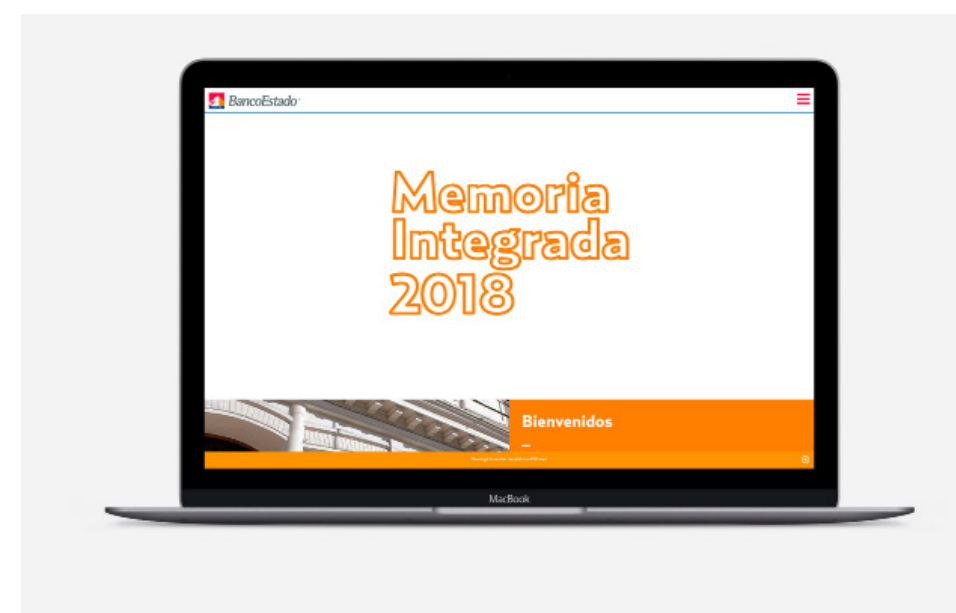 BancoEstado
Memoria
Integrada
2018
Bienvenidos
MacBook